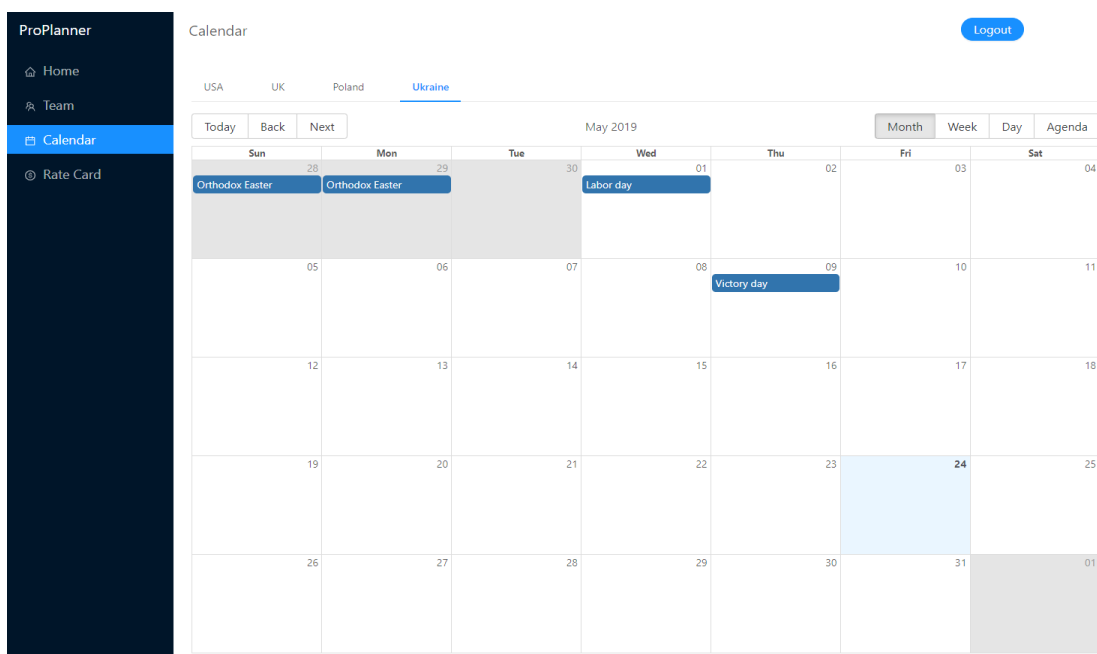 ProPlanner
Home
Team
Calendar
Rate Card
Calendar
Logout
USA UK Poland Ukraine
Today Back Next May 2019 Month Week Day Agenda
Sun Mon Tue Wed Thu Fri Sat
28 29 30 01 02 03 04
Orthodox Easter Orthodox Easter Labor day
05 06 07 08 09 10 11
Victory day
12 13 14 15 16 17 18
19 20 21 22 23 24 25
26 27 28 29 30 31 01